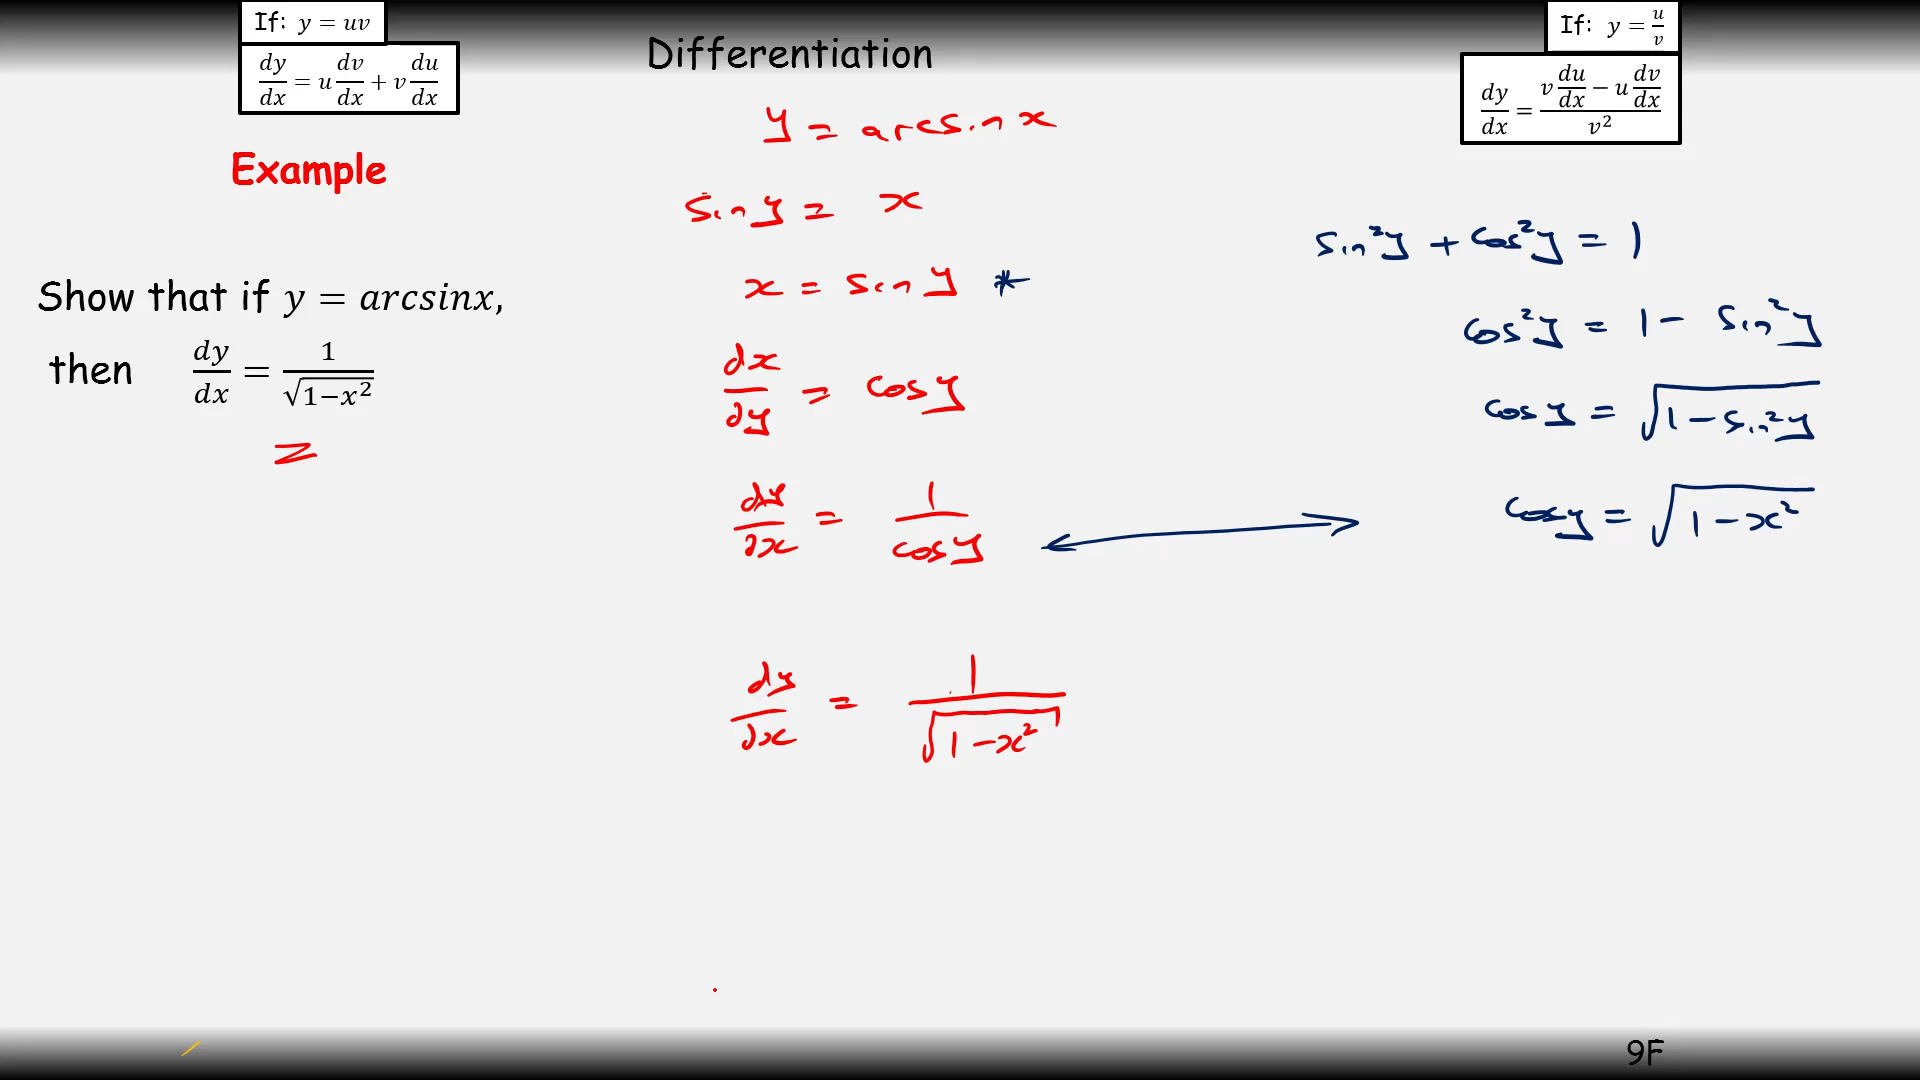 If: y = uv
dy/dx = u dv/dx + v du/dx
Differentiation
If: y = u/v
dy/dx = (v du/dx − u dv/dx)/v²
Example
Show that if y = arcsinx,
then dy/dx = 1/√(1−x²)
y = arcsin x
sin y = x
x = sin y *
dx/dy = cos y
dy/dx = 1/cos y
dy/dx = 1/√(1−x²)
sin²y + cos²y = 1
cos²y = 1 − sin²y
cos y = √(1 − sin²y)
cos y = √(1 − x²)
9F